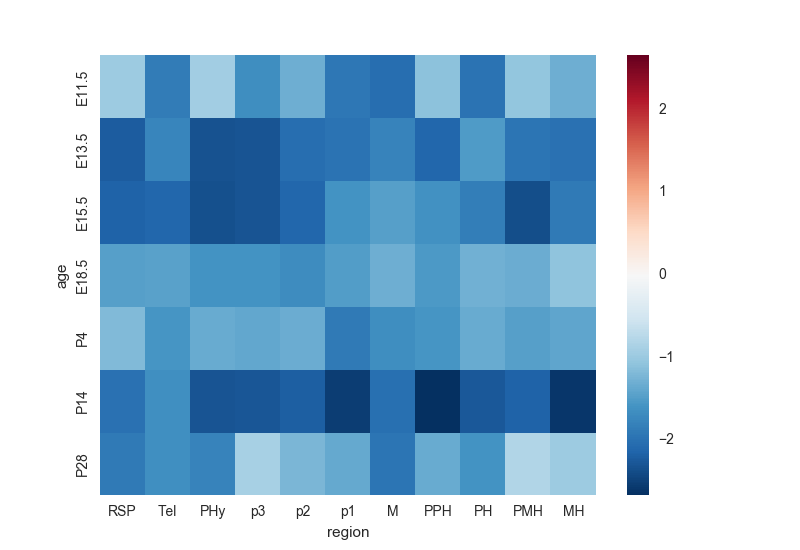 E11.5
E13.5
E15.5
E18.5
P4
P14
P28
age
RSP Tel PHy p3 p2 p1 M PPH PH PMH MH
region
2
1
0
−1
−2